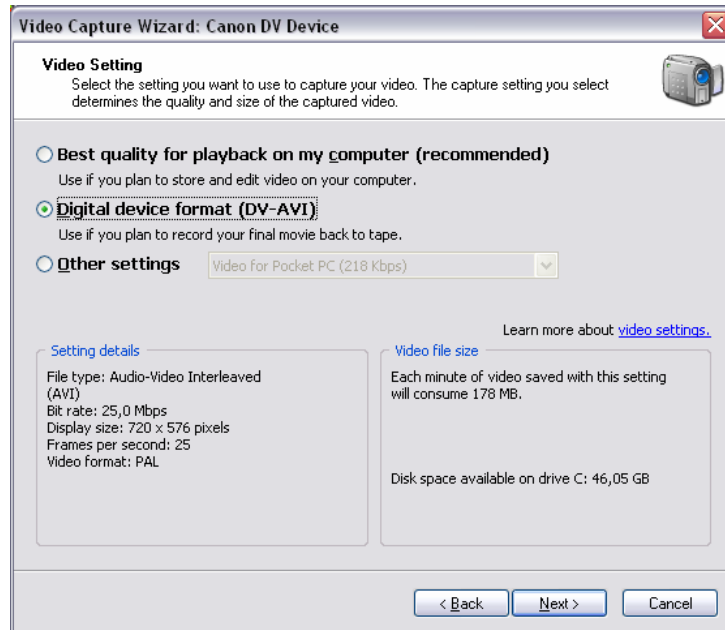 Video Capture Wizard: Canon DV Device
Video Setting
Select the setting you want to use to capture your video. The capture setting you select
determines the quality and size of the captured video.
Best quality for playback on my computer (recommended)
Use if you plan to store and edit video on your computer.
Digital device format (DV-AVI)
Use if you plan to record your final movie back to tape.
Other settings
Video for Pocket PC (218 Kbps)
Learn more about video settings.
Setting details
File type: Audio-Video Interleaved
(AVI)
Bit rate: 25,0 Mbps
Display size: 720 x 576 pixels
Frames per second: 25
Video format: PAL
Video file size
Each minute of video saved with this setting
will consume 178 MB.
Disk space available on drive C: 46,05 GB
< Back
Next >
Cancel